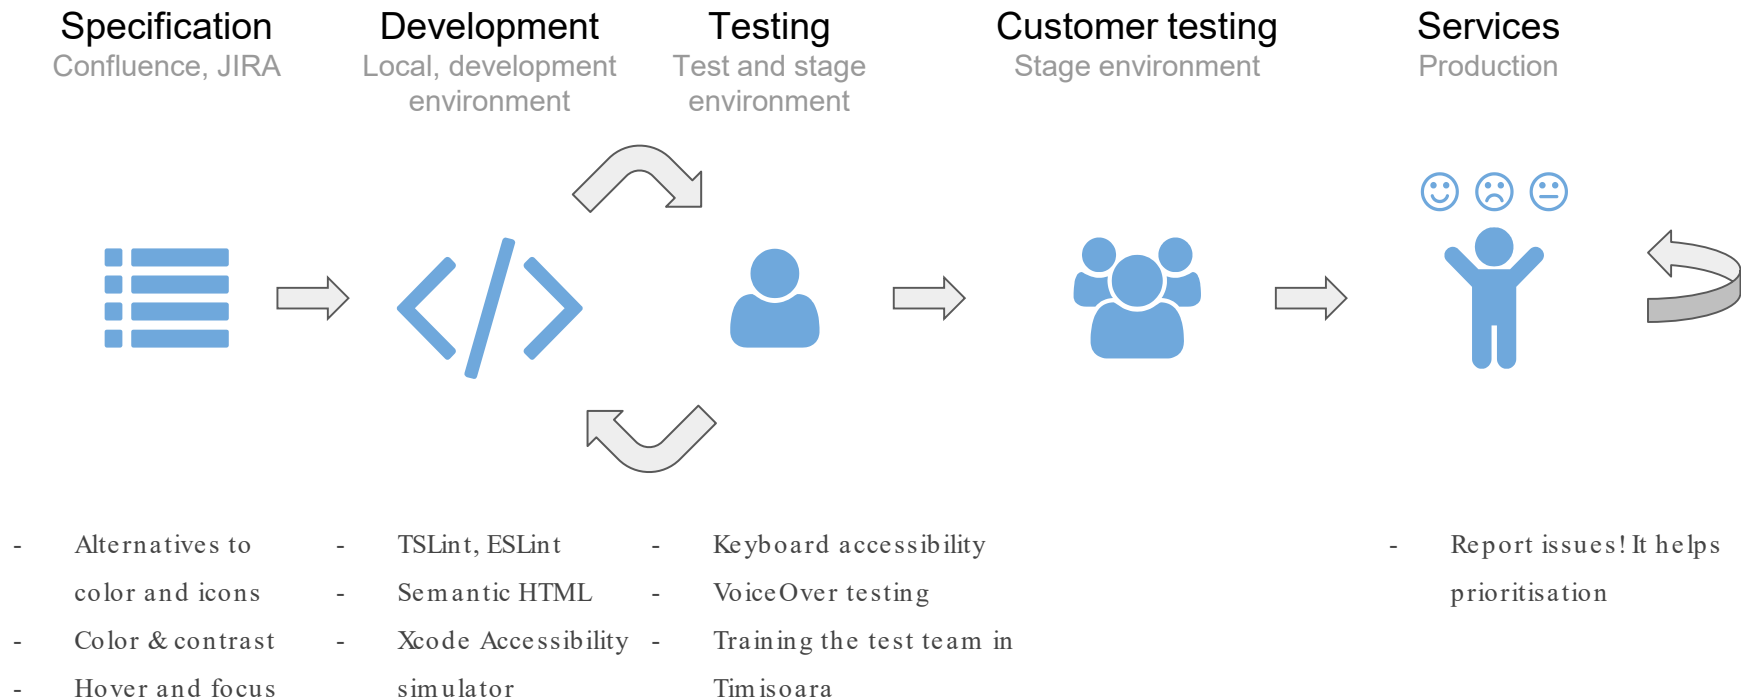 Specification
Confluence, JIRA
Development
Local, development
environment
Testing
Test and stage
environment
Customer testing
Stage environment
Services
Production
- Alternatives to
color and icons
- Color & contrast
- Hover and focus
- TSLint, ESLint
- Semantic HTML
- Xcode Accessibility
simulator
- Keyboard accessibility
- VoiceOver testing
- Training the test team in
Timisoara
- Report issues! It helps
prioritisation